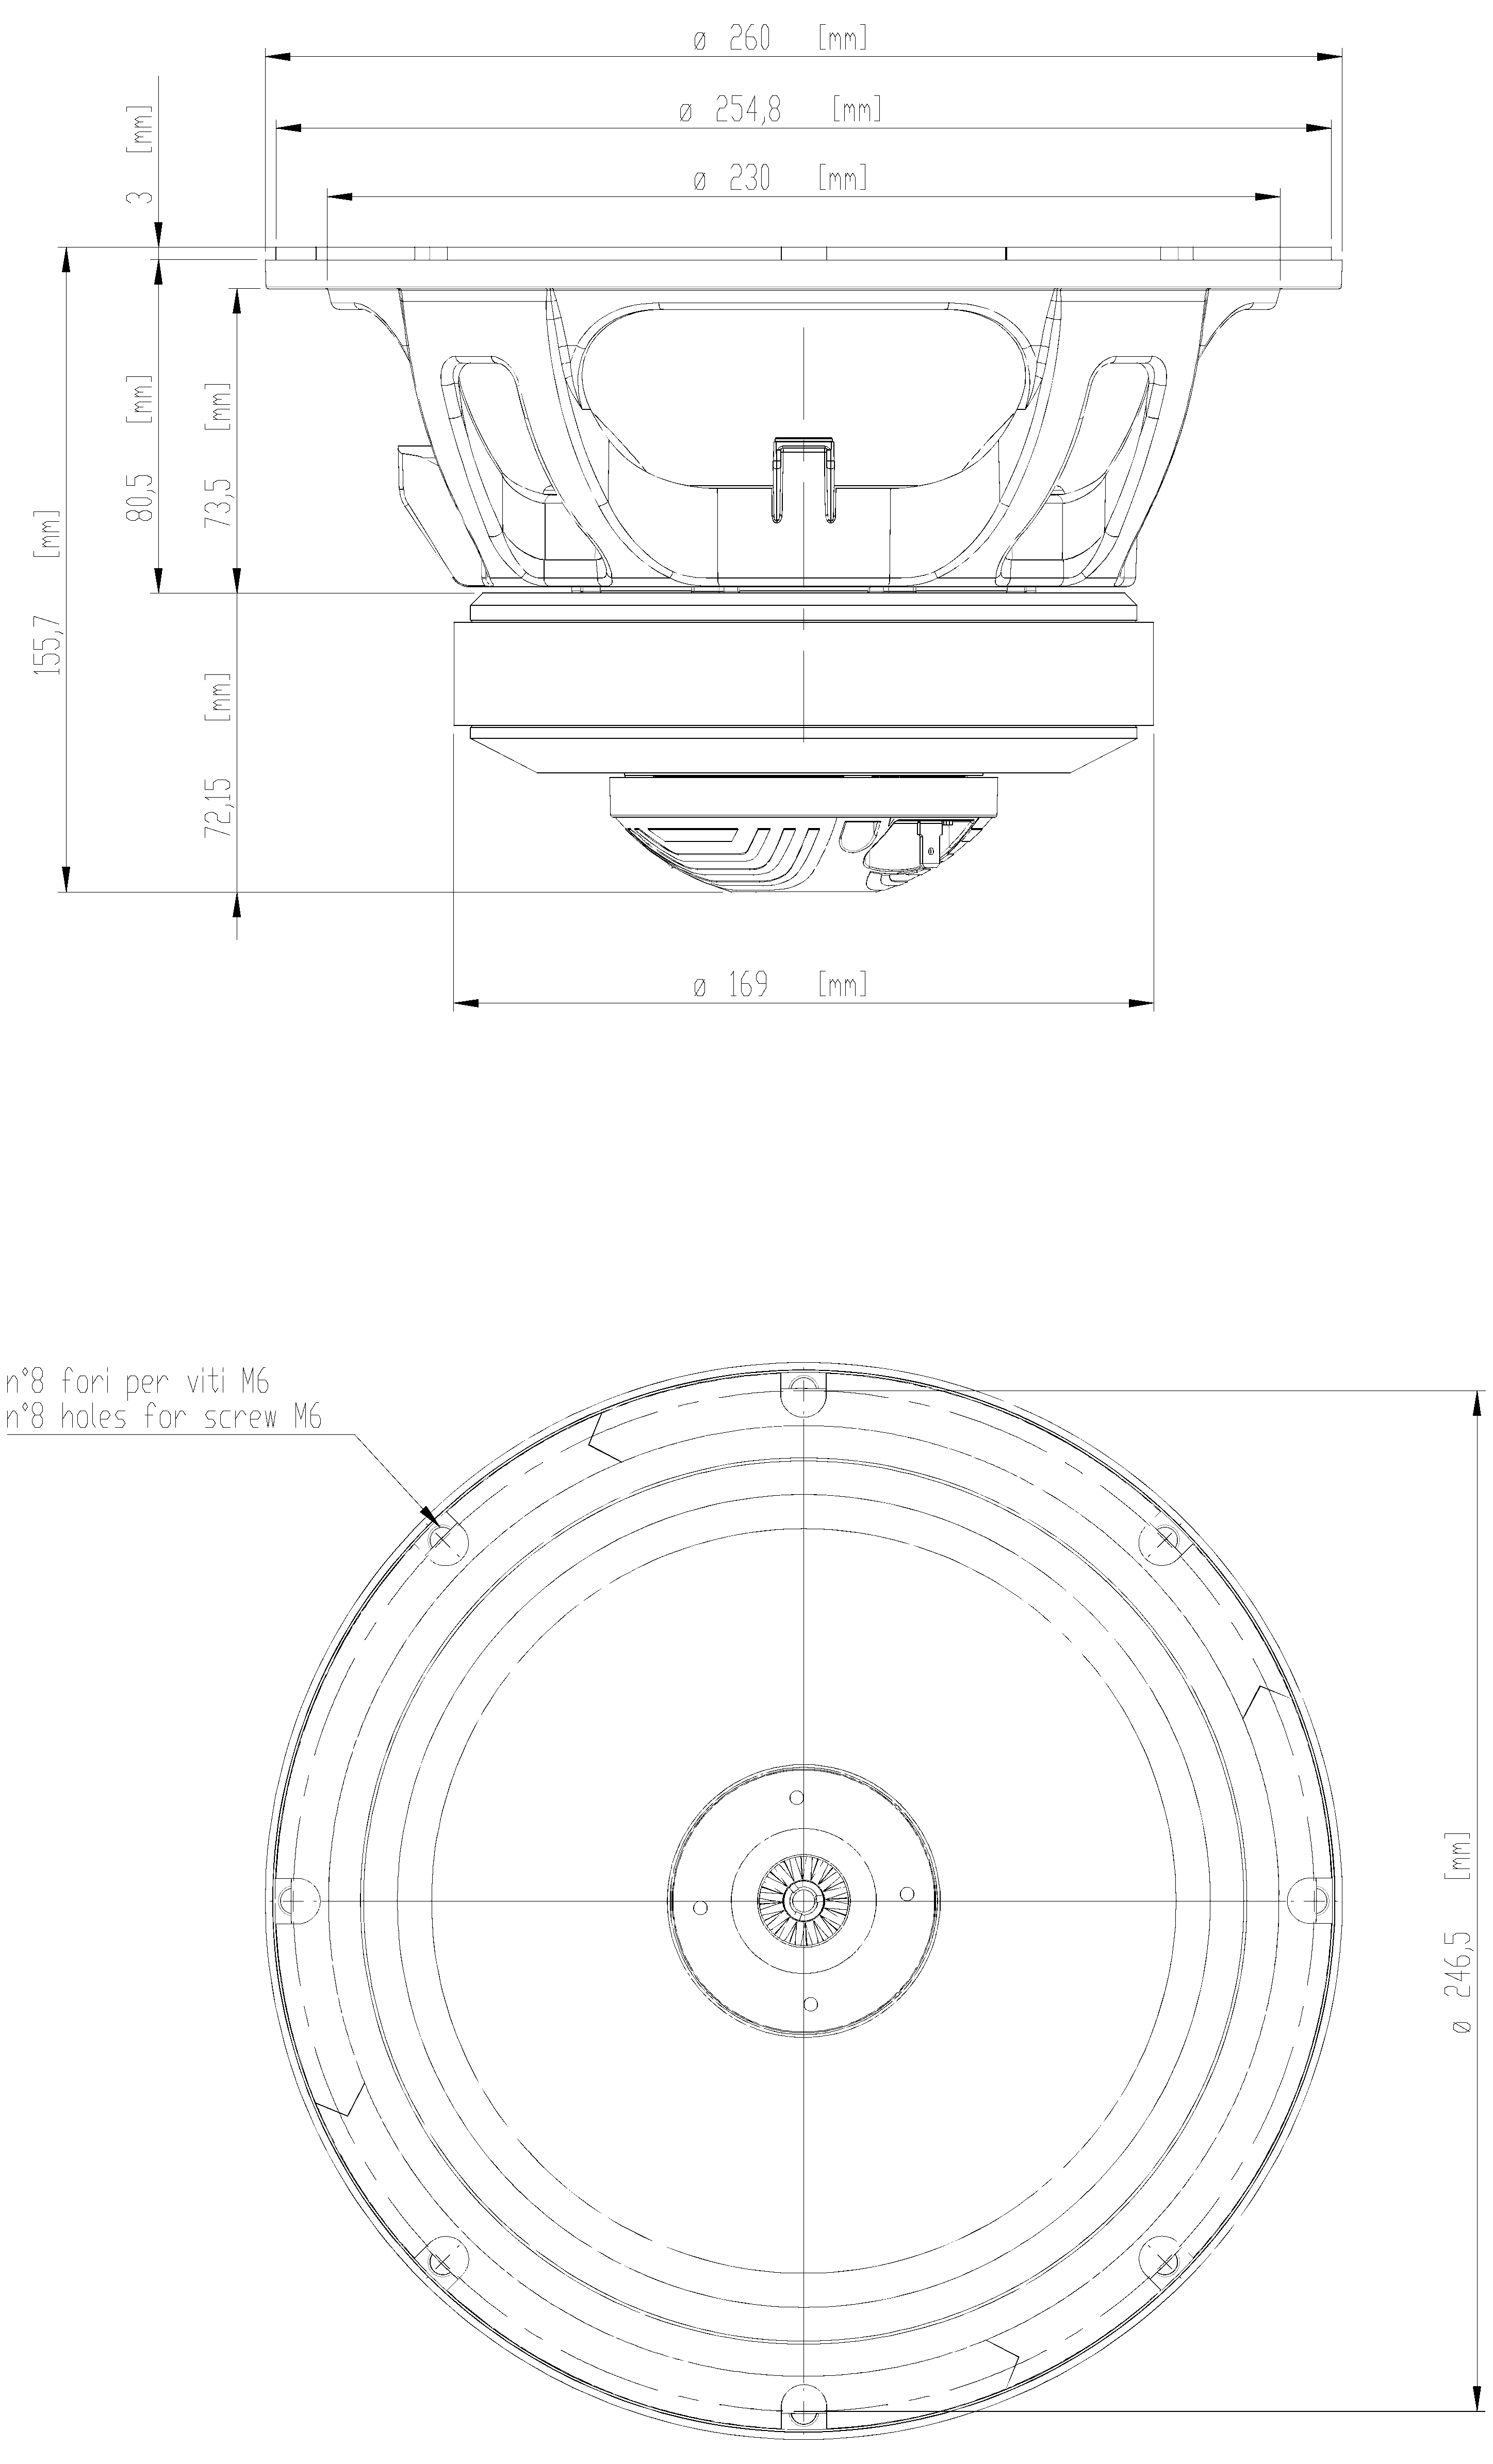 ø 260 [mm]
ø 254,8 [mm]
ø 230 [mm]
3 [mm]
80,5 [mm]
73,5 [mm]
155,7 [mm]
72,15 [mm]
ø 169 [mm]
n°8 fori per viti M6
n°8 holes for screw M6
ø 246,5 [mm]